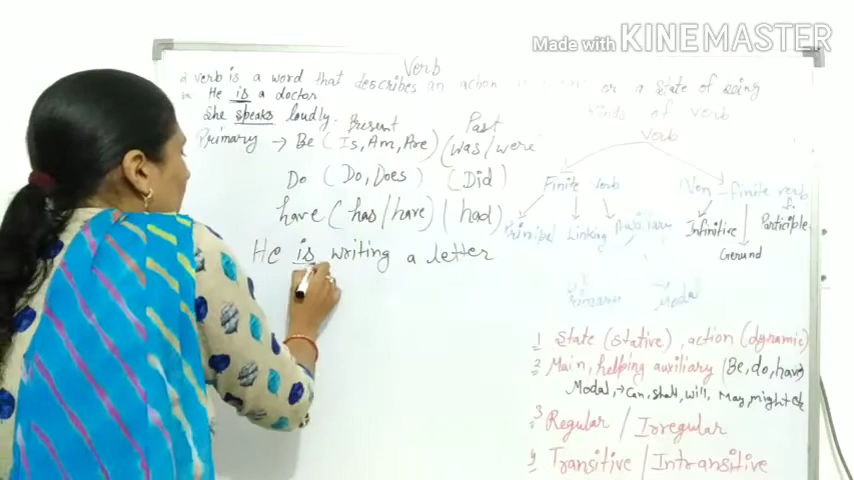 Made with KINEMASTER
Verb
A verb is a word that describes an action or a State of being
He is a doctor
She speaks loudly.
Kinds of verb
Present Past
Primary → Be (Is, Am, Are) (was/were
Verb
Do (Do, Does) (Did)
Finite verb Non-finite verb
have (has/have) (had)
Principal Linking Auxiliary Infinitive Gerund Participle
He is writing a letter
Primary Modal
1 State (stative), action (dynamic)
2 Main, helping auxiliary (Be, do, have)
Modal, → Can, shall, will, May, might etc
3 Regular / Irregular
4 Transitive / Intransitive